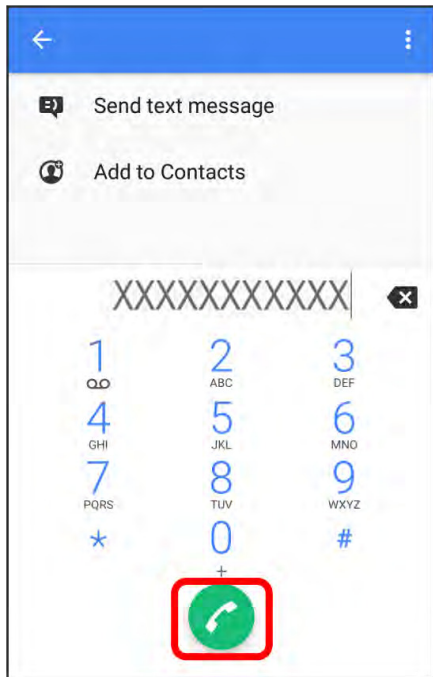 Send text message
Add to Contacts
XXXXXXXXXXX
1 2 3
ABC DEF
4 5 6
GHI JKL MNO
7 8 9
PQRS TUV WXYZ
* 0 #
+